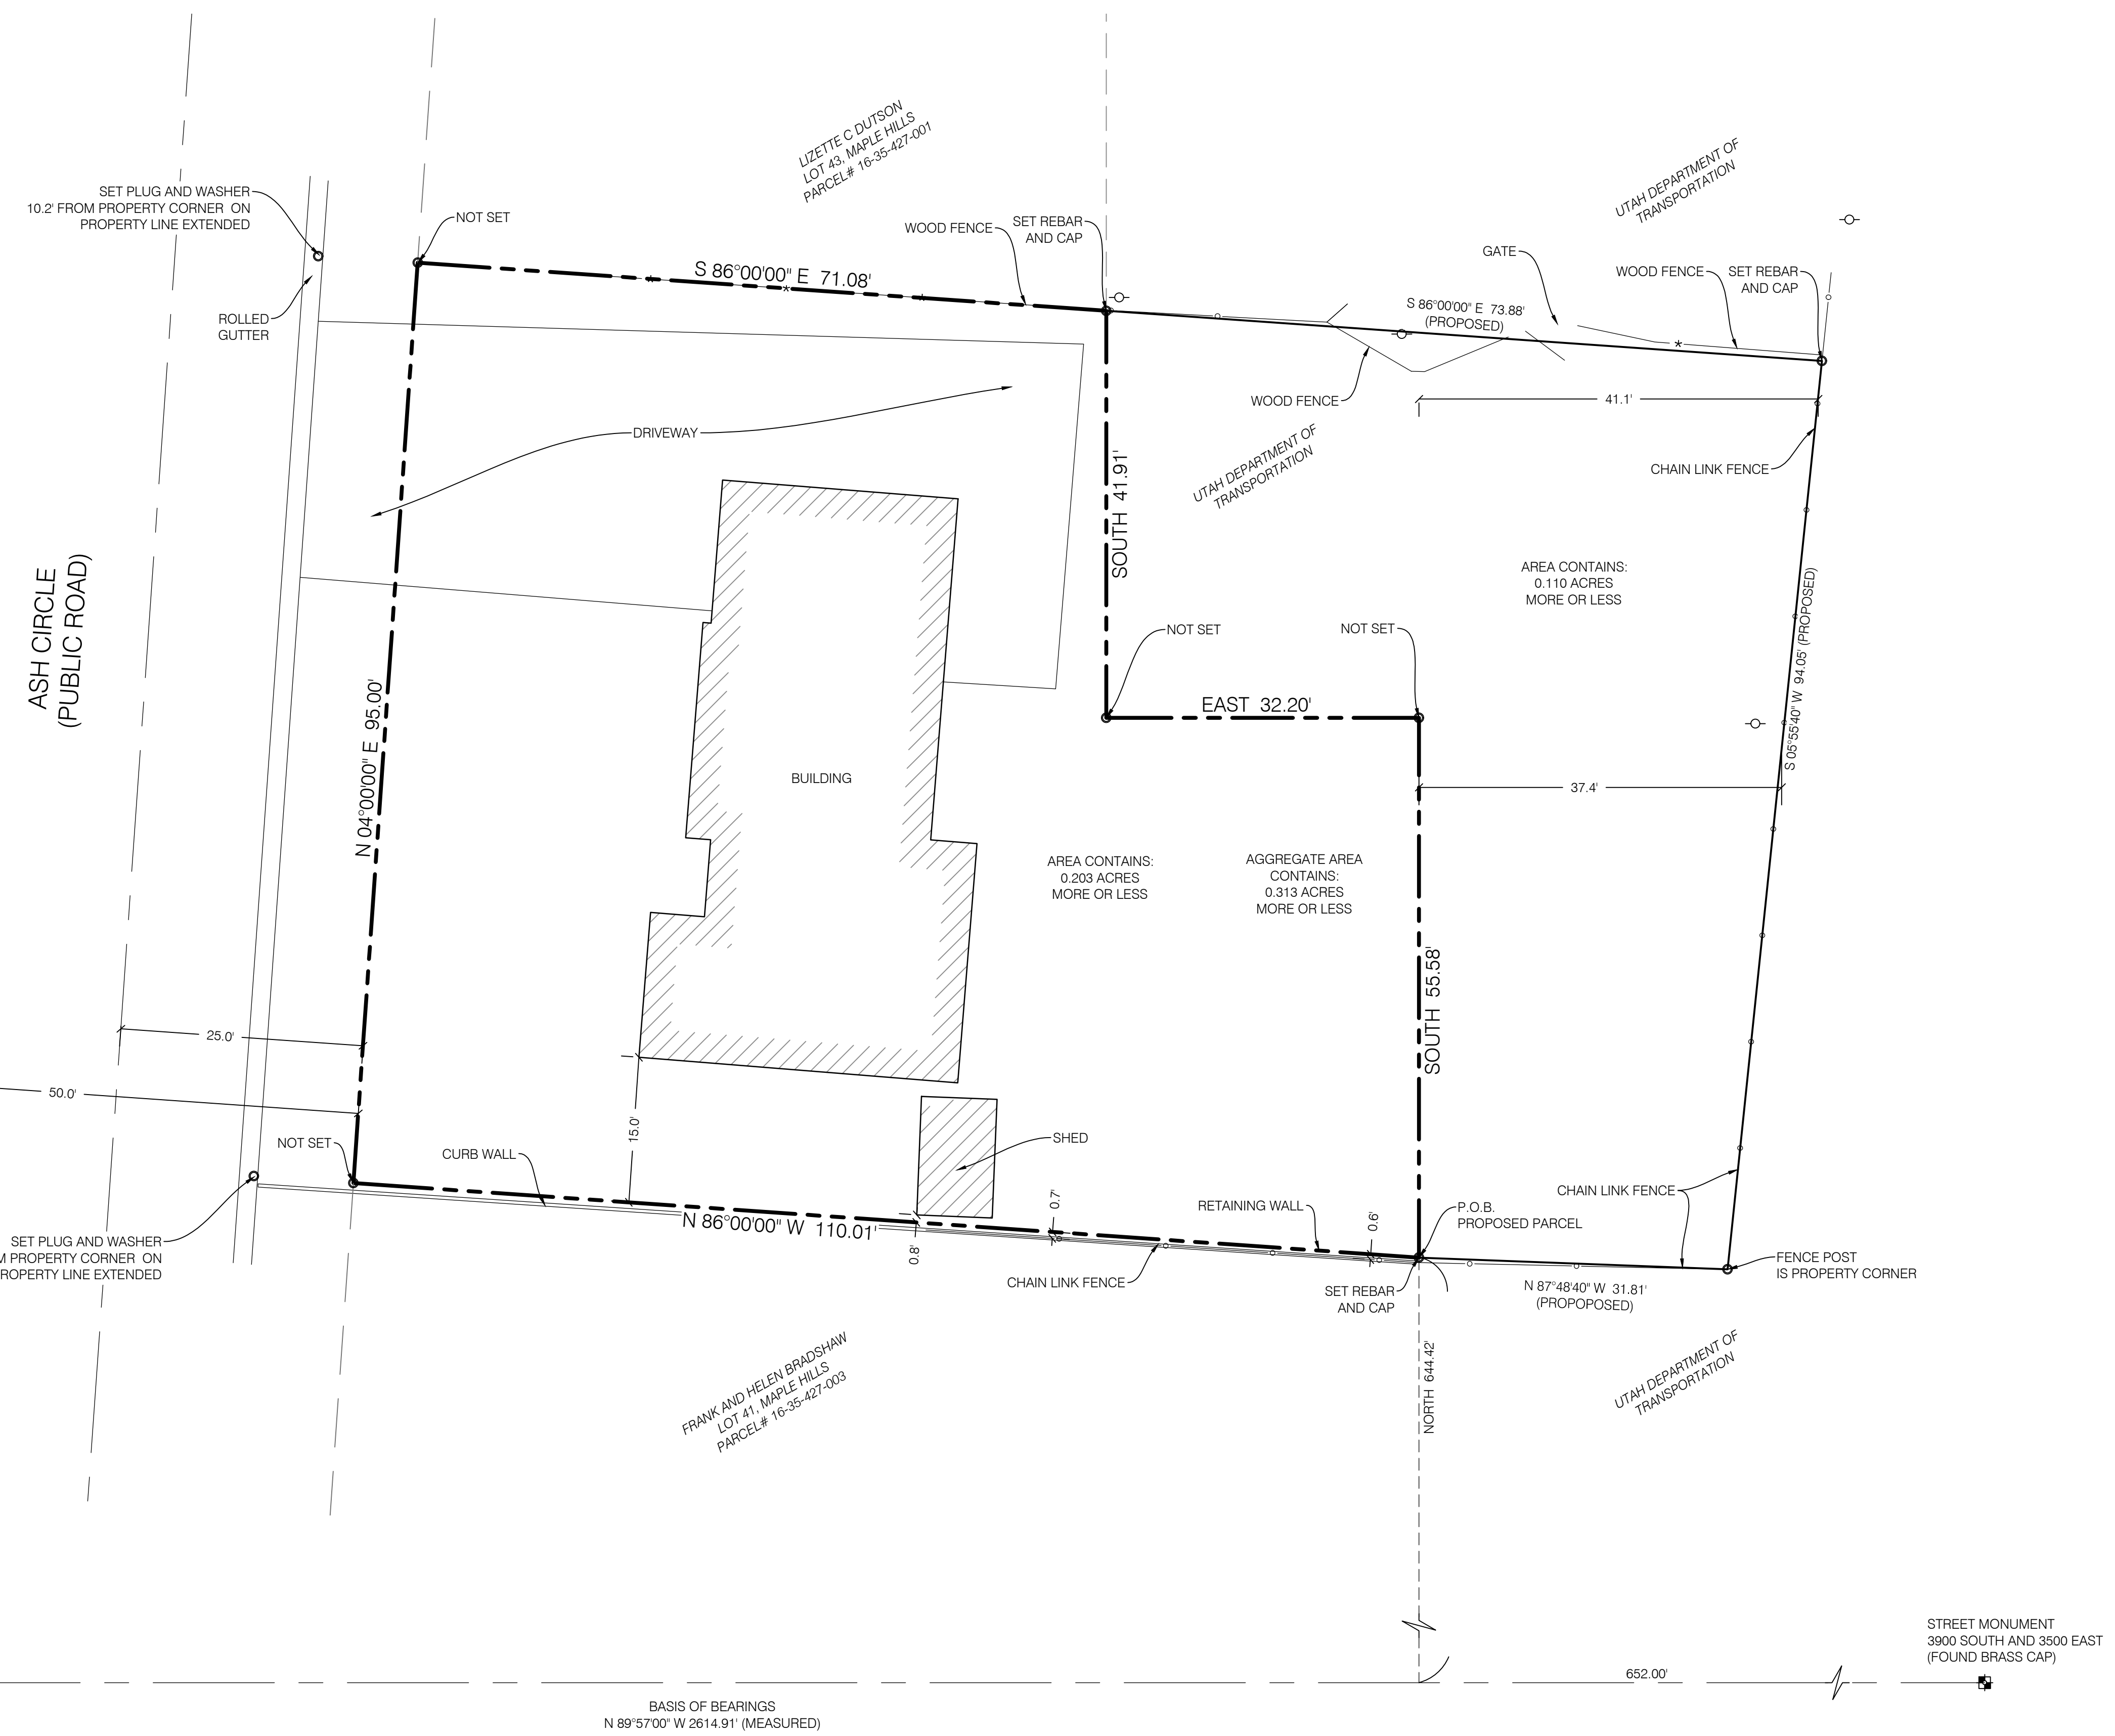 LIZETTE C DUTSON
LOT 43, MAPLE HILLS
PARCEL# 16-35-427-001
UTAH DEPARTMENT OF
TRANSPORTATION
SET PLUG AND WASHER
10.2' FROM PROPERTY CORNER ON
PROPERTY LINE EXTENDED
NOT SET
WOOD FENCE
SET REBAR
AND CAP
GATE
WOOD FENCE
SET REBAR
AND CAP
S 86°00'00" E 71.08'
S 86°00'00" E 73.88'
(PROPOSED)
ROLLED
GUTTER
WOOD FENCE
41.1'
DRIVEWAY
UTAH DEPARTMENT OF
TRANSPORTATION
CHAIN LINK FENCE
SOUTH 41.91'
AREA CONTAINS:
0.110 ACRES
MORE OR LESS
S 05°55'40" W 94.05' (PROPOSED)
ASH CIRCLE
(PUBLIC ROAD)
NOT SET
NOT SET
EAST 32.20'
N 04°00'00" E 95.00'
BUILDING
37.4'
AREA CONTAINS:
0.203 ACRES
MORE OR LESS
AGGREGATE AREA
CONTAINS:
0.313 ACRES
MORE OR LESS
SOUTH 55.58'
25.0'
50.0'
NOT SET
CURB WALL
15.0'
SHED
0.7'
RETAINING WALL
0.6'
CHAIN LINK FENCE
P.O.B.
PROPOSED PARCEL
N 86°00'00" W 110.01'
0.8'
SET PLUG AND WASHER
M PROPERTY CORNER ON
ROPERTY LINE EXTENDED
CHAIN LINK FENCE
SET REBAR
AND CAP
FENCE POST
IS PROPERTY CORNER
N 87°48'40" W 31.81'
(PROPOPOSED)
FRANK AND HELEN BRADSHAW
LOT 41, MAPLE HILLS
PARCEL# 16-35-427-003
NORTH 644.42'
UTAH DEPARTMENT OF
TRANSPORTATION
STREET MONUMENT
3900 SOUTH AND 3500 EAST
(FOUND BRASS CAP)
652.00'
BASIS OF BEARINGS
N 89°57'00" W 2614.91' (MEASURED)